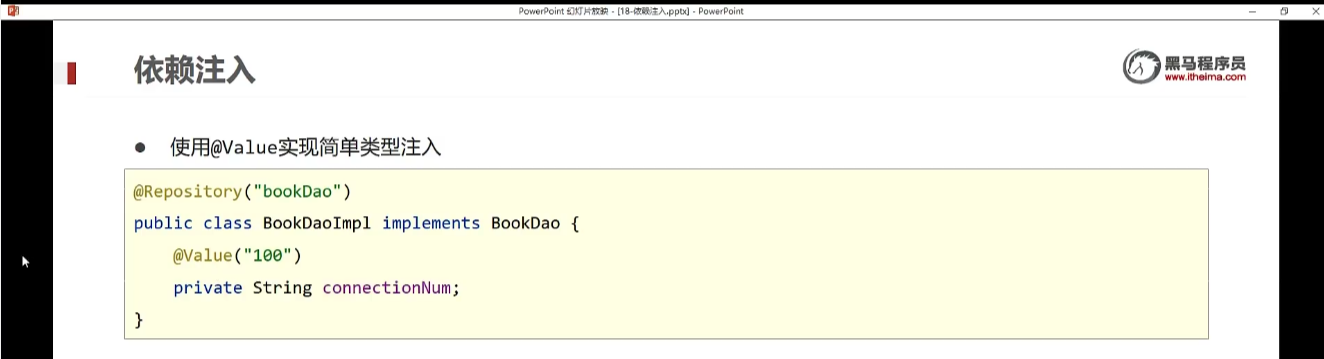 PowerPoint 幻灯片放映 - [18-依赖注入.pptx] - PowerPoint
依赖注入
黑马程序员
www.itheima.com
● 使用@Value实现简单类型注入
@Repository("bookDao")
public class BookDaoImpl implements BookDao {
    @Value("100")
    private String connectionNum;
}